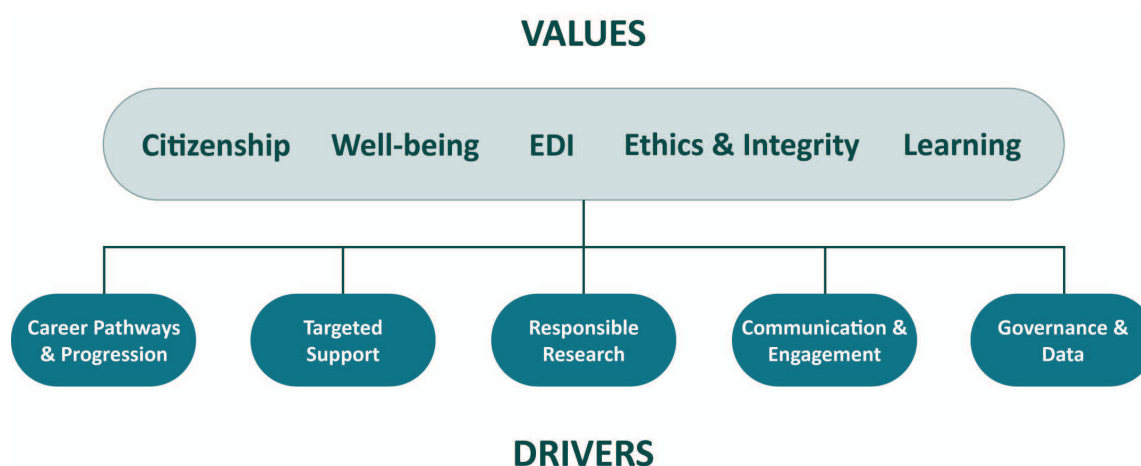 VALUES
Citizenship Well-being EDI Ethics & Integrity Learning
Career Pathways
& Progression
Targeted
Support
Responsible
Research
Communication &
Engagement
Governance &
Data
DRIVERS